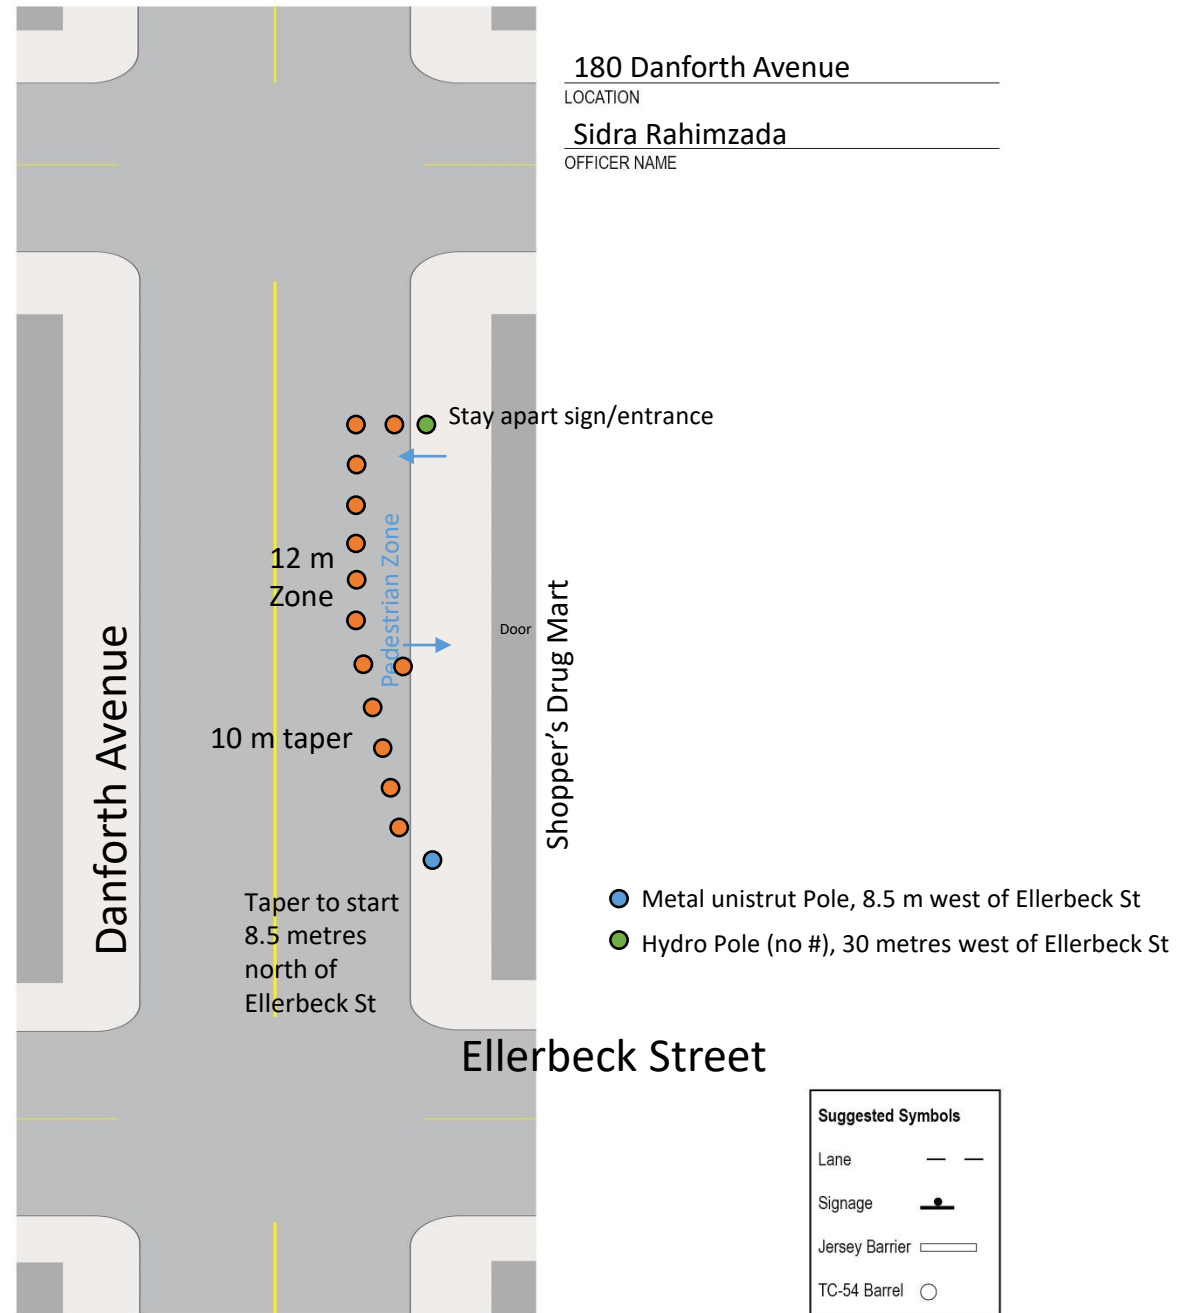 180 Danforth Avenue
LOCATION
Sidra Rahimzada
OFFICER NAME
Stay apart sign/entrance
Pedestrian Zone
12 m
Zone
Door
Shopper's Drug Mart
Danforth Avenue
10 m taper
Taper to start
8.5 metres
north of
Ellerbeck St
Metal unistrut Pole, 8.5 m west of Ellerbeck St
Hydro Pole (no #), 30 metres west of Ellerbeck St
Ellerbeck Street
Suggested Symbols
Lane
Signage
Jersey Barrier
TC-54 Barrel